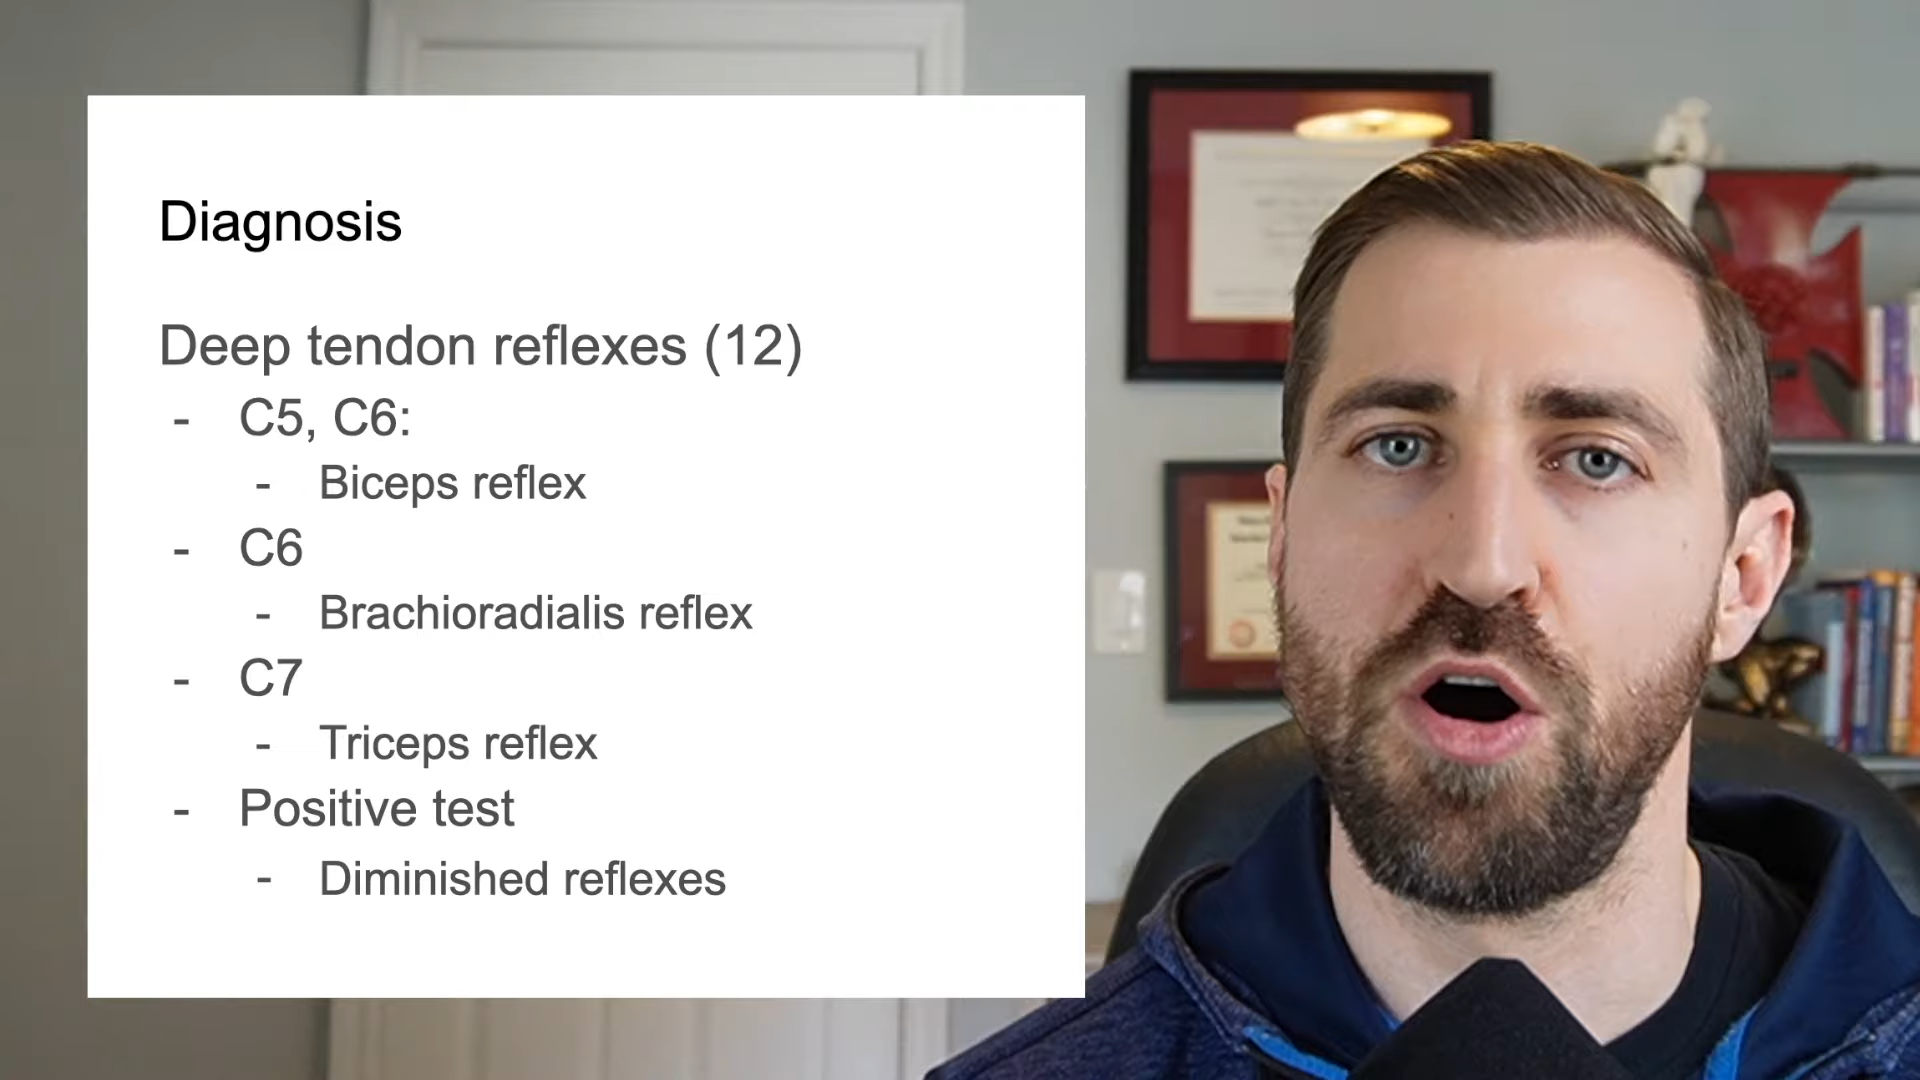 Diagnosis
Deep tendon reflexes (12)
- C5, C6:
- Biceps reflex
- C6
- Brachioradialis reflex
- C7
- Triceps reflex
- Positive test
- Diminished reflexes